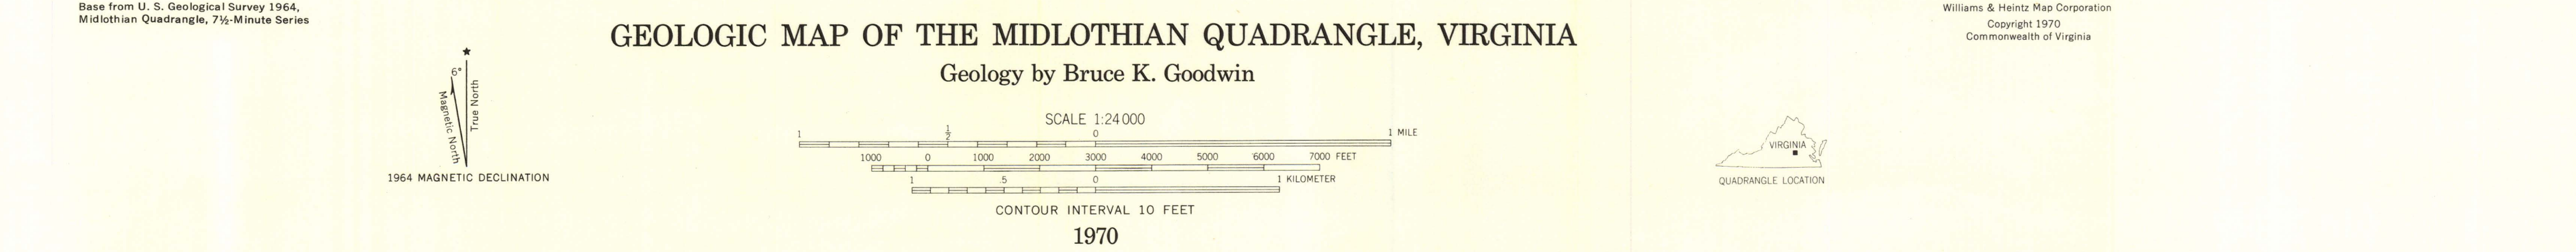 Base from U. S. Geological Survey 1964,
Midlothian Quadrangle, 7½-Minute Series
Williams & Heintz Map Corporation
Copyright 1970
Commonwealth of Virginia
GEOLOGIC MAP OF THE MIDLOTHIAN QUADRANGLE, VIRGINIA
Geology by Bruce K. Goodwin
6°
Magnetic North
True North
1964 MAGNETIC DECLINATION
SCALE 1:24 000
1 ½ 0 1 MILE
1000 0 1000 2000 3000 4000 5000 6000 7000 FEET
1 .5 0 1 KILOMETER
CONTOUR INTERVAL 10 FEET
1970
VIRGINIA
QUADRANGLE LOCATION